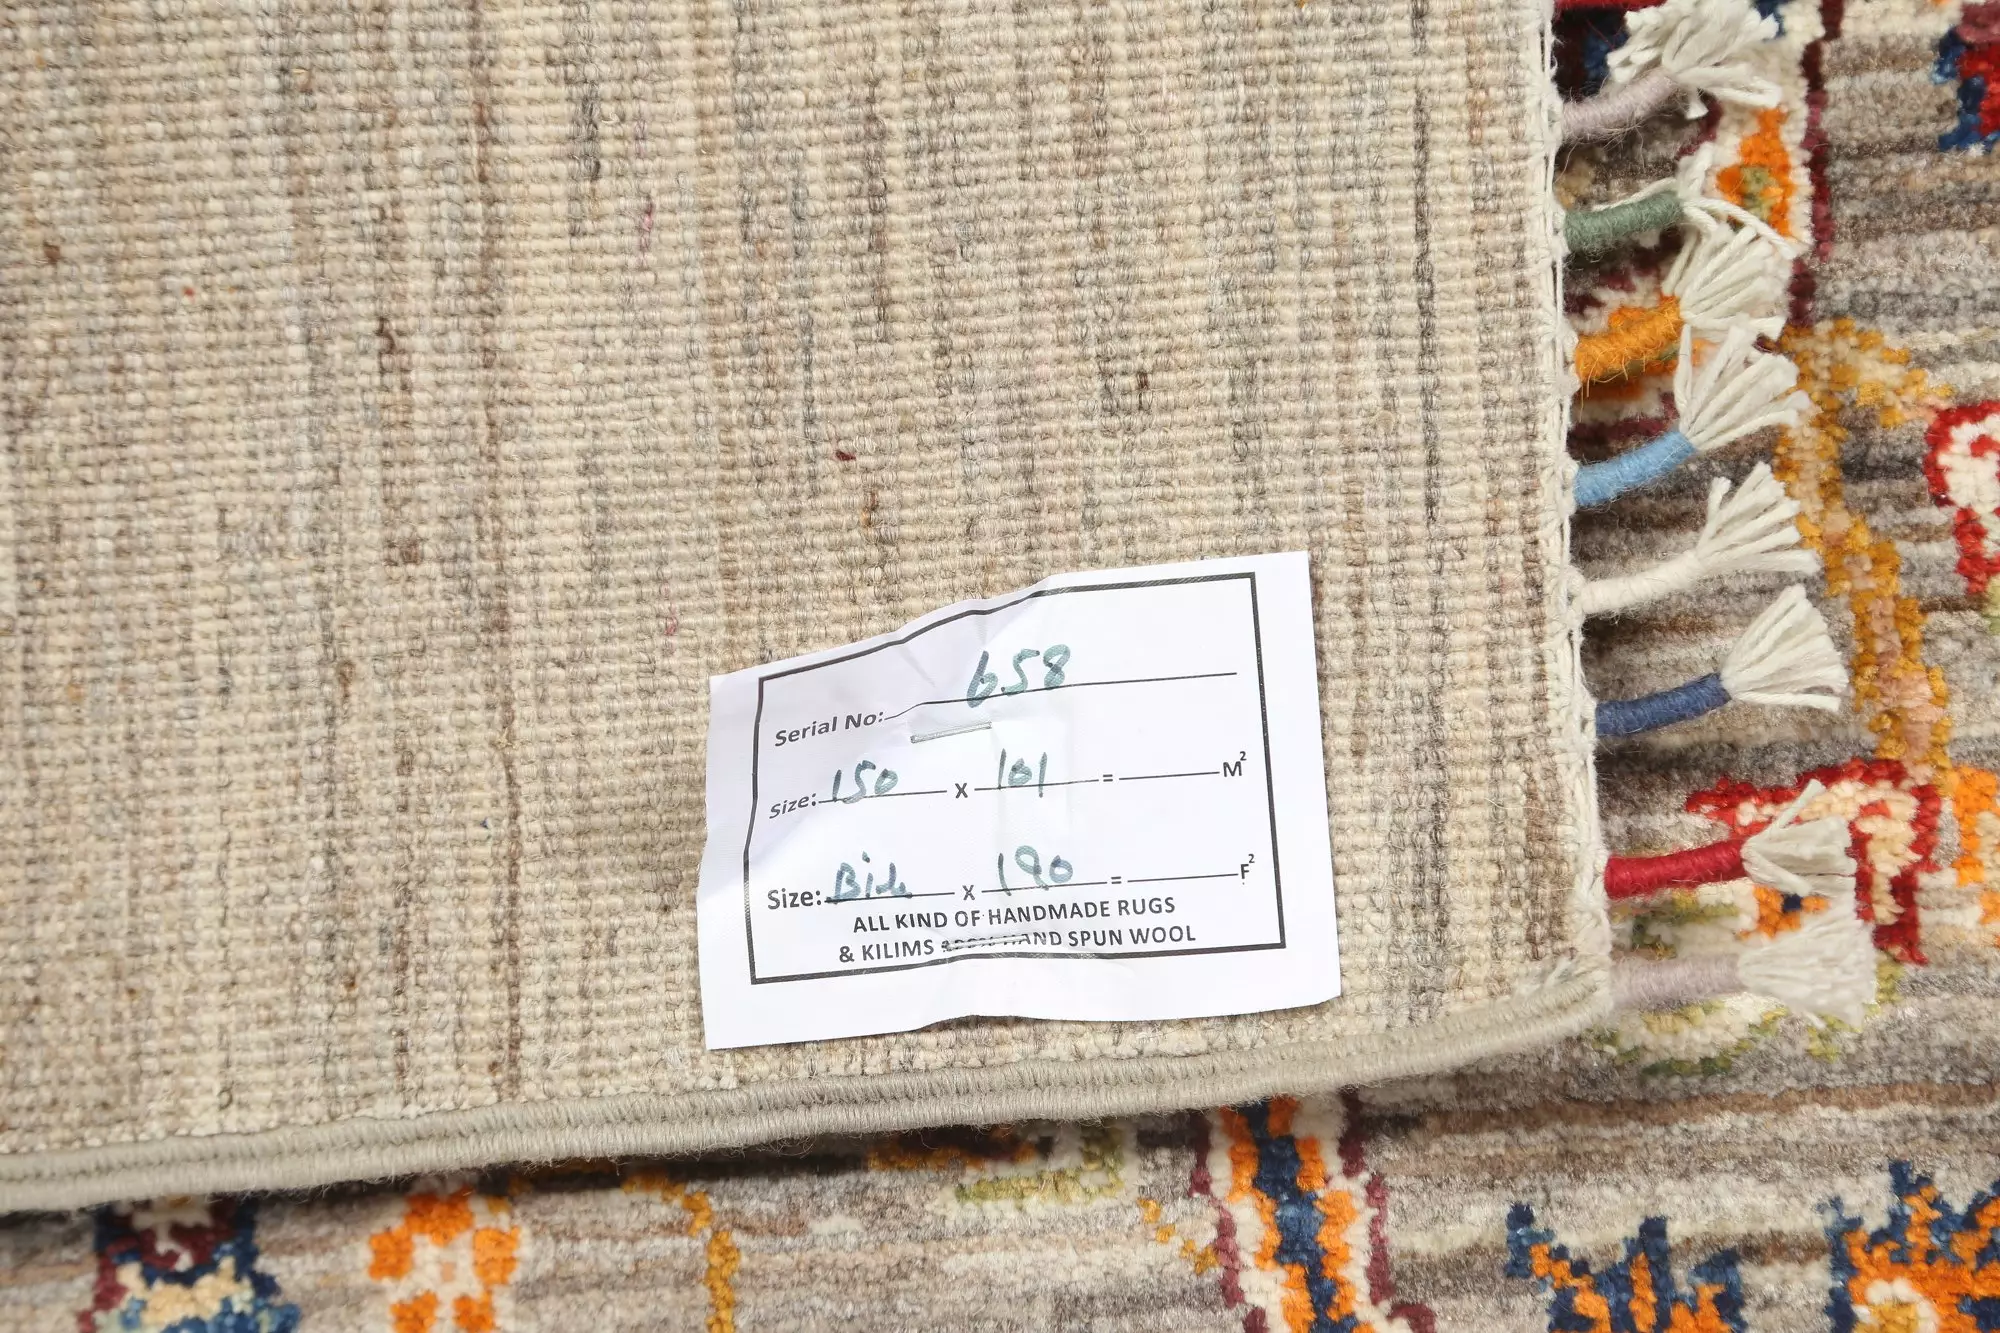 Serial No: 658
Size: 150 x 101 = M²
Size: x 190 = F²
ALL KIND OF HANDMADE RUGS
& KILIMS 100% HAND SPUN WOOL